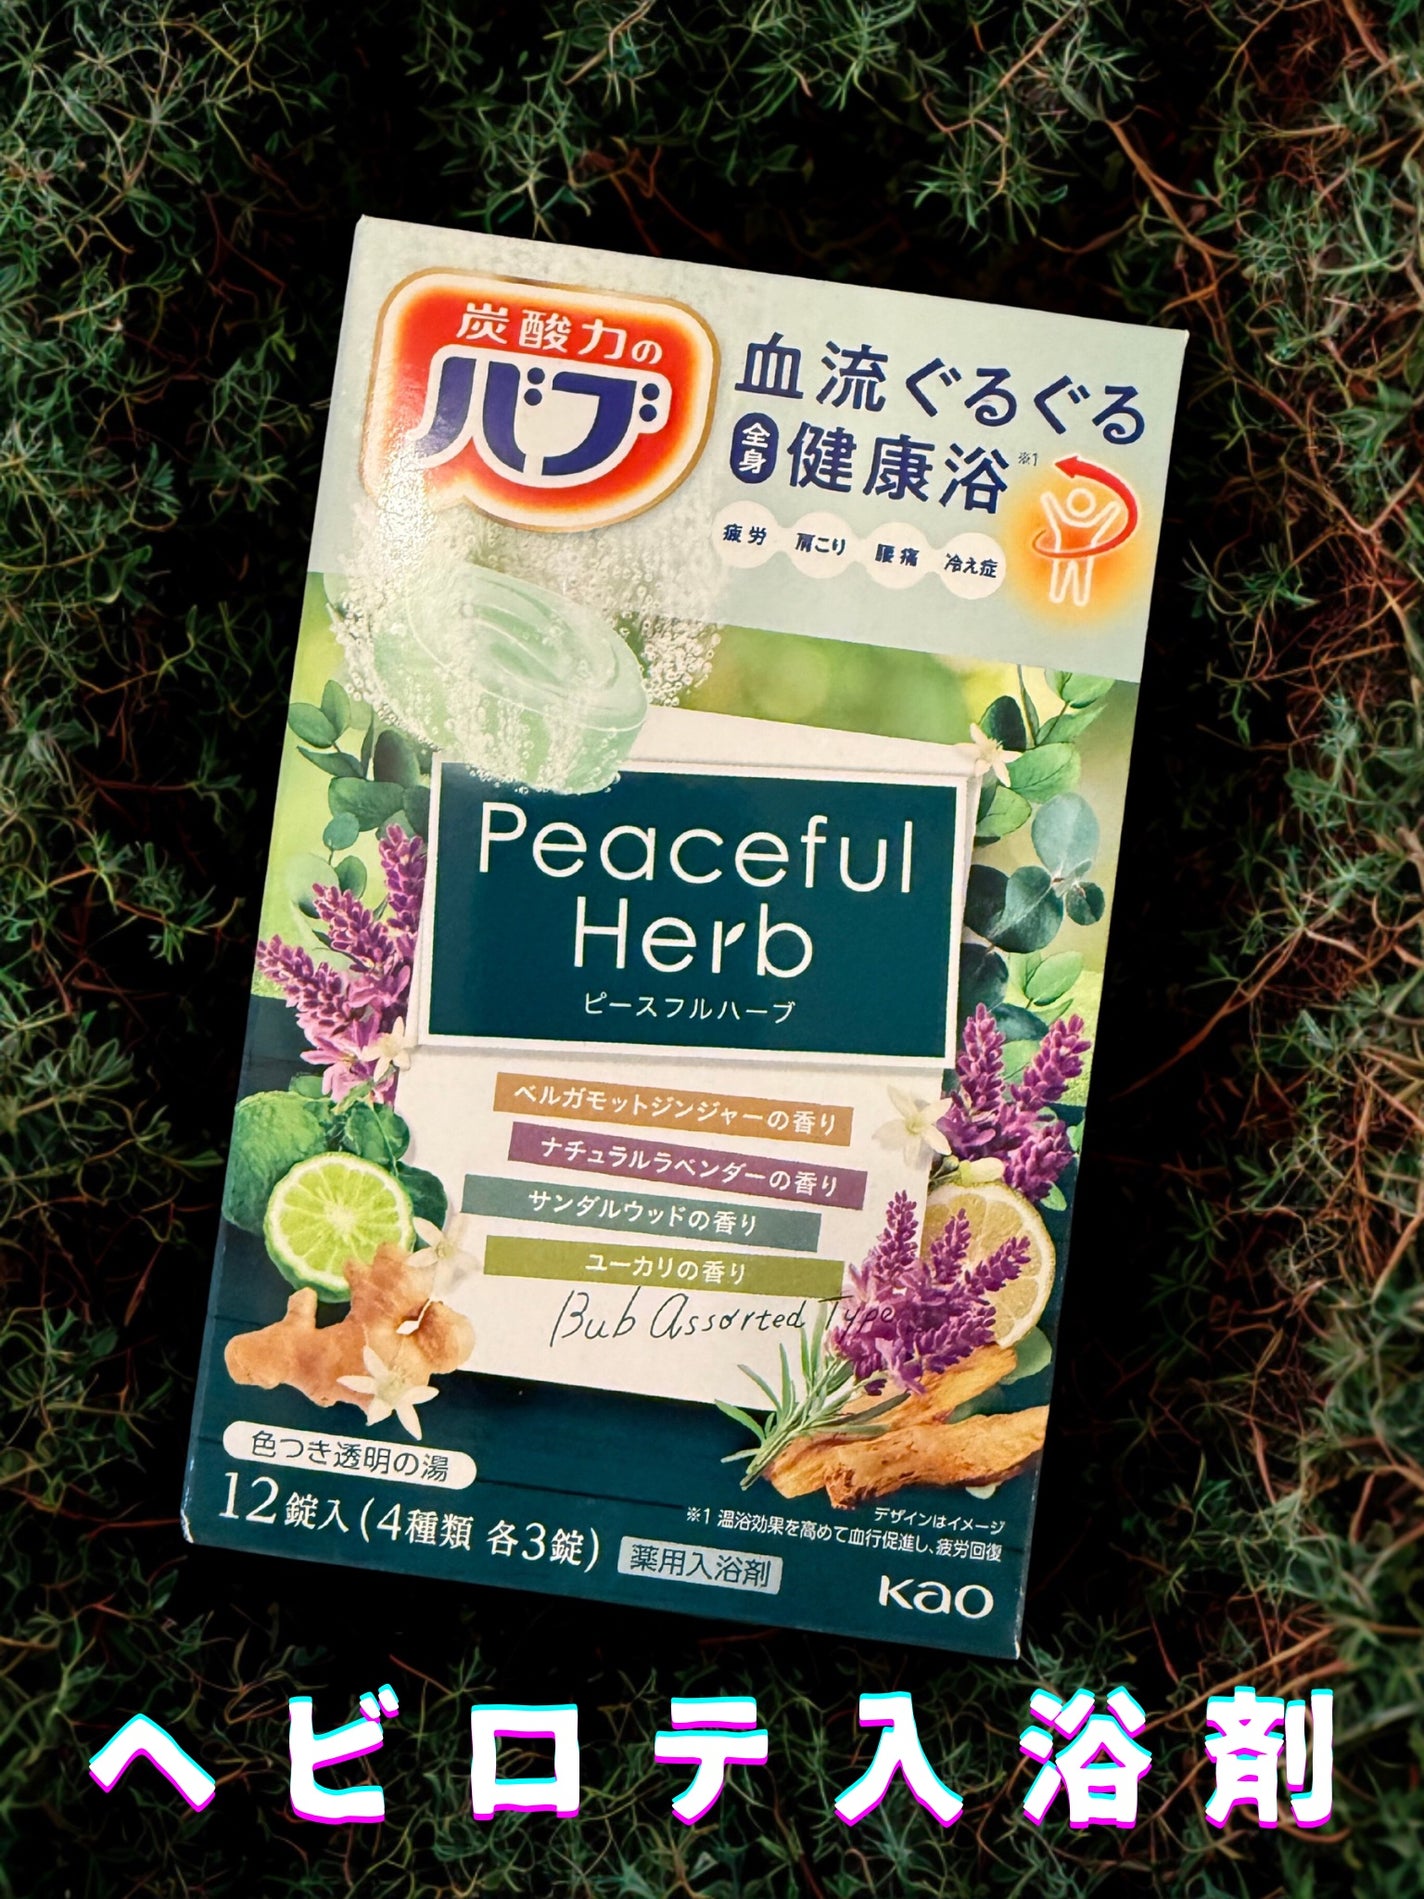 炭酸力の
バブ
血流ぐるぐる
全身 健康浴 ※1
疲労 肩こり 腰痛 冷え症
Peaceful
Herb
ピースフルハーブ
ベルガモットジンジャーの香り
ナチュラルラベンダーの香り
サンダルウッドの香り
ユーカリの香り
Bub Assorted Type
色つき透明の湯
12錠入(4種類 各3錠)
薬用入浴剤
デザインはイメージ
※1 温浴効果を高めて血行促進し、疲労回復
Kao
ヘビロテ入浴剤